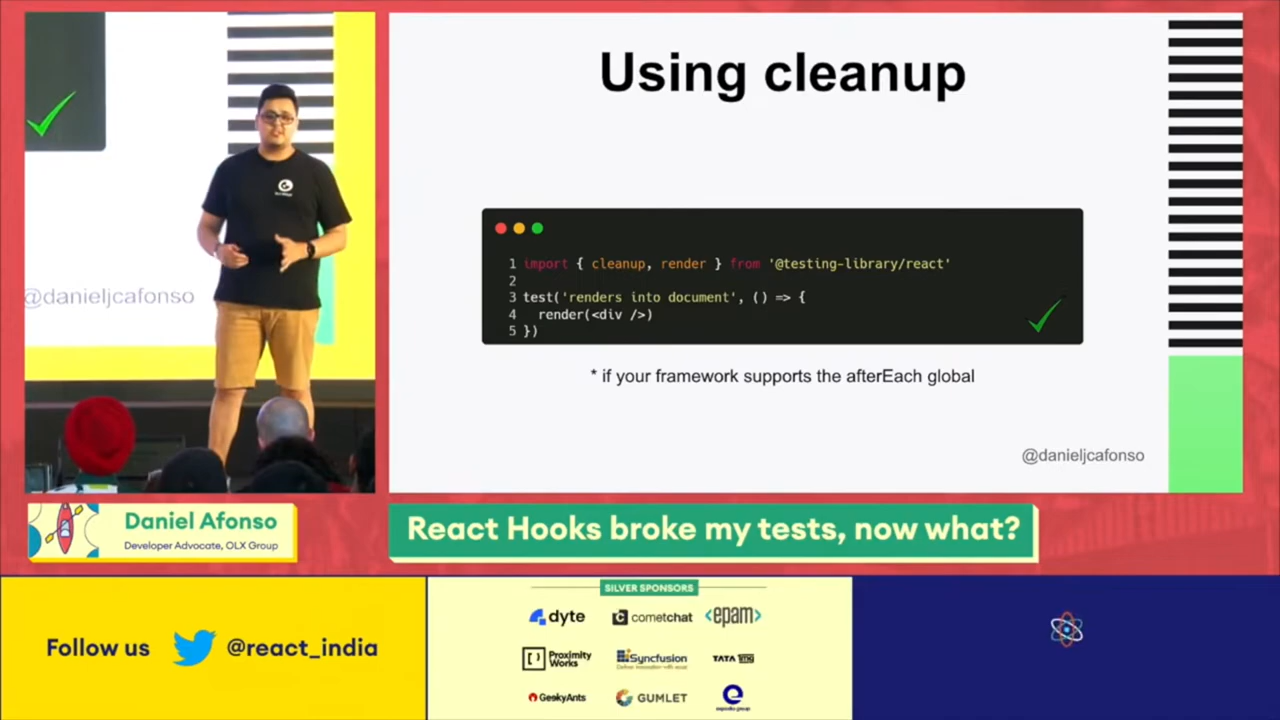 @danieljcafonso
Using cleanup
1 import { cleanup, render } from '@testing-library/react'
2
3 test('renders into document', () => {
4 render(<div />)
5 })
* if your framework supports the afterEach global
@danieljcafonso
Daniel Afonso
Developer Advocate, OLX Group
React Hooks broke my tests, now what?
Follow us @react_india
SILVER SPONSORS
dyte cometchat <epam>
Proximity Works Syncfusion TATA
GeekyAnts GUMLET